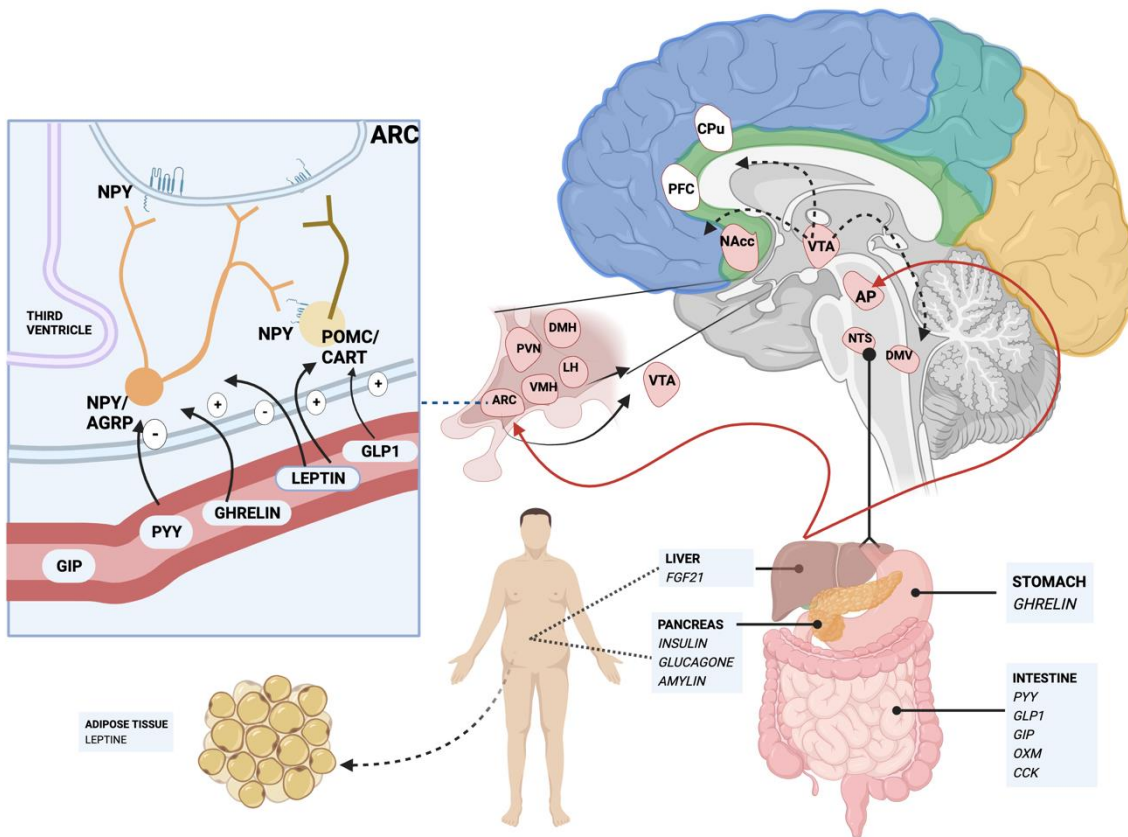 ARC
NPY
THIRD
VENTRICLE
NPY
POMC/
CART
NPY/
AGRP
+
-
+
+
-
GLP1
LEPTIN
GHRELIN
PYY
GIP
CPu
PFC
NAcc
VTA
AP
NTS
DMV
DMH
PVN
LH
VMH
ARC
VTA
LIVER
FGF21
PANCREAS
INSULIN
GLUCAGONE
AMYLIN
STOMACH
GHRELIN
INTESTINE
PYY
GLP1
GIP
OXM
CCK
ADIPOSE TISSUE
LEPTINE